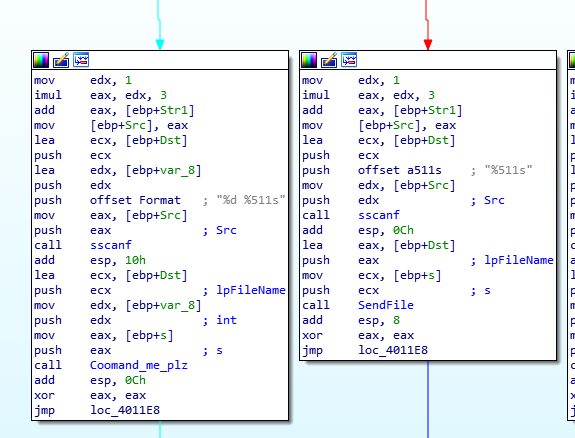 mov edx, 1
imul eax, edx, 3
add eax, [ebp+Str1]
mov [ebp+Src], eax
lea ecx, [ebp+Dst]
push ecx
lea edx, [ebp+var_8]
push edx
push offset Format ; "%d %511s"
mov eax, [ebp+Src]
push eax ; Src
call sscanf
add esp, 10h
lea ecx, [ebp+Dst]
push ecx ; lpFileName
mov edx, [ebp+var_8]
push edx ; int
mov eax, [ebp+s]
push eax ; s
call Coomand_me_plz
add esp, 0Ch
xor eax, eax
jmp loc_4011E8
mov edx, 1
imul eax, edx, 3
add eax, [ebp+Str1]
mov [ebp+Src], eax
lea ecx, [ebp+Dst]
push ecx
push offset a511s ; "%511s"
mov edx, [ebp+Src]
push edx ; Src
call sscanf
add esp, 0Ch
lea eax, [ebp+Dst]
push eax ; lpFileName
mov ecx, [ebp+s]
push ecx ; s
call SendFile
add esp, 8
xor eax, eax
jmp loc_4011E8